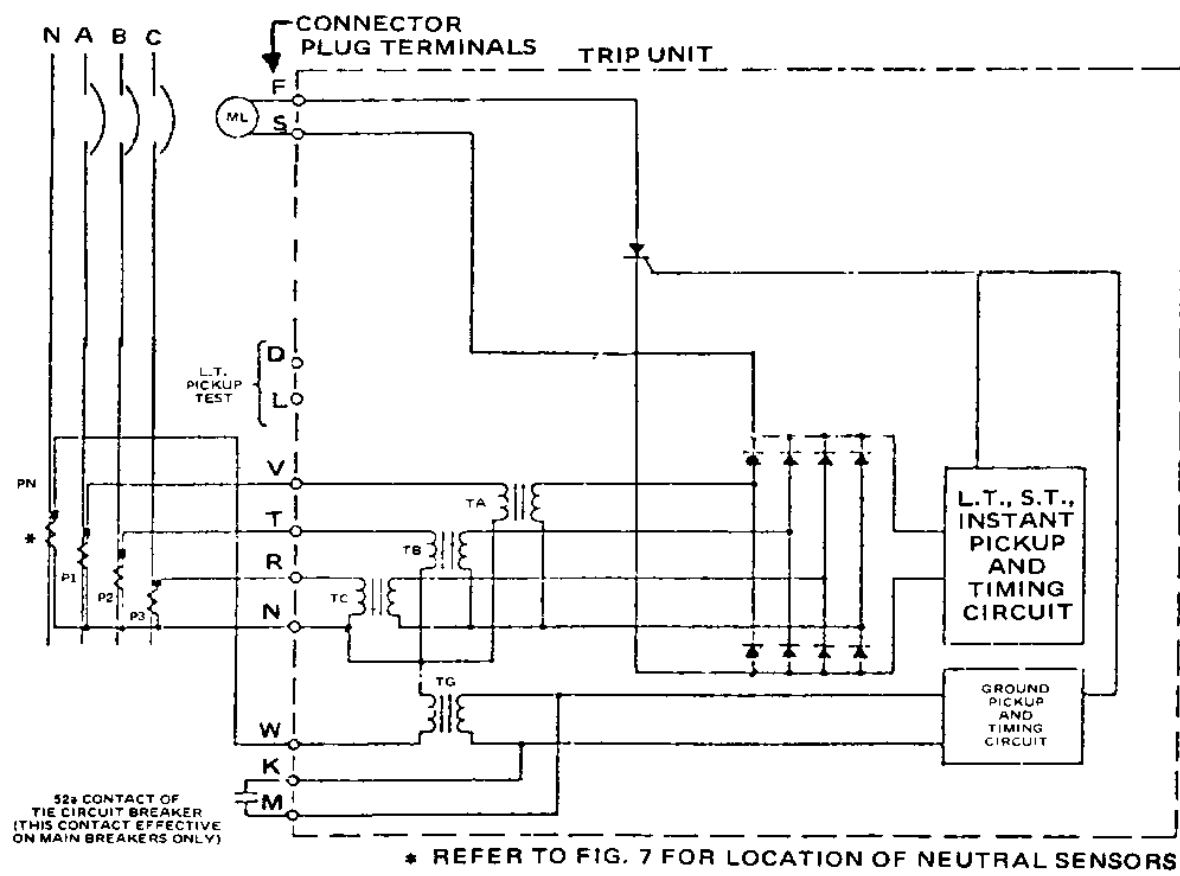 CONNECTOR
PLUG TERMINALS
N A B C
TRIP UNIT
F
ML
S
D
L.T.
PICKUP
TEST
L
V
PN
TA
L.T., S.T.,
INSTANT
PICKUP
AND
TIMING
CIRCUIT
T
*
TB
R
P1
P2
TC
P3
N
TG
GROUND
PICKUP
AND
TIMING
CIRCUIT
W
K
M
52a CONTACT OF
TIE CIRCUIT BREAKER
(THIS CONTACT EFFECTIVE
ON MAIN BREAKERS ONLY)
* REFER TO FIG. 7 FOR LOCATION OF NEUTRAL SENSORS